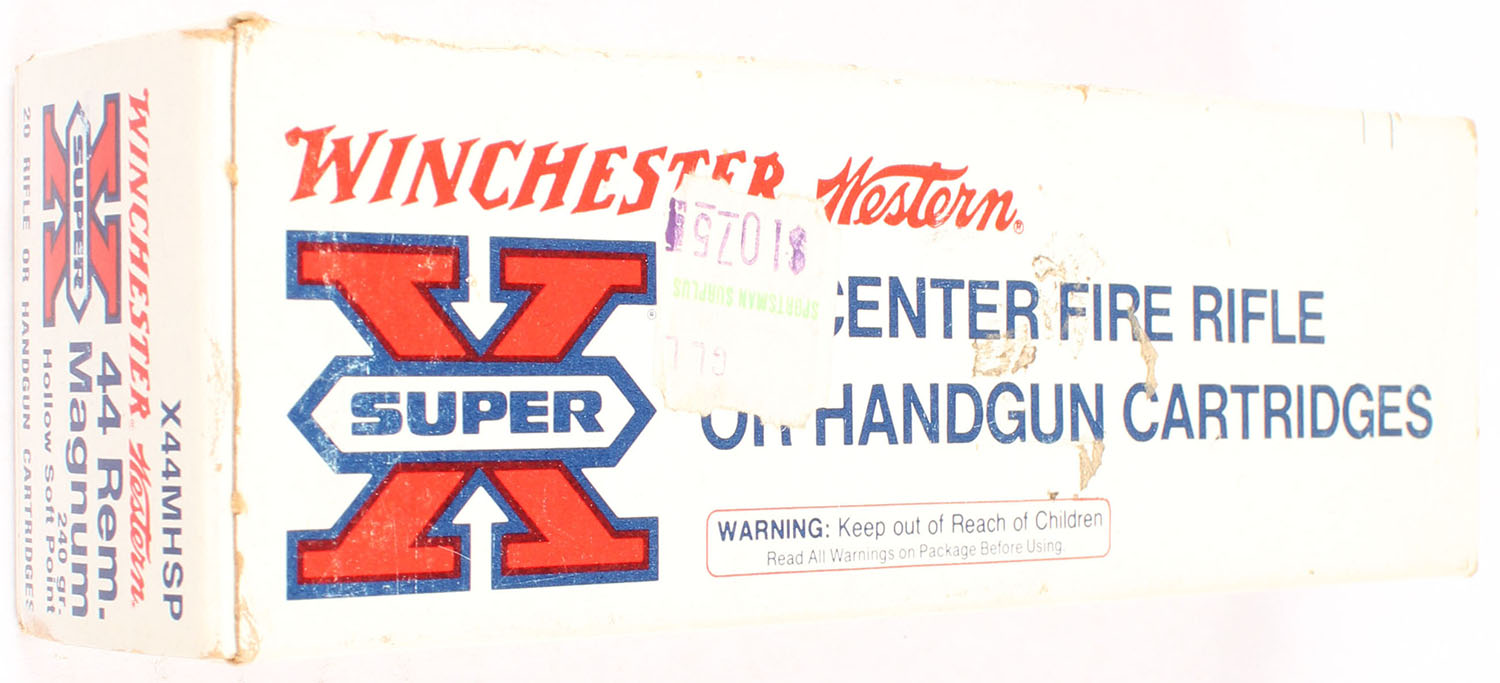 WINCHESTER Western®
X SUPER
CENTER FIRE RIFLE
OR HANDGUN CARTRIDGES
WARNING: Keep out of Reach of Children
Read All Warnings on Package Before Using.
$10.75
SPORTSMAN SURPLUS
X44MHSP
WINCHESTER Western
X SUPER
44 Rem.
Magnum
240 gr.
Hollow Soft Point
20 RIFLE OR HANDGUN CARTRIDGES